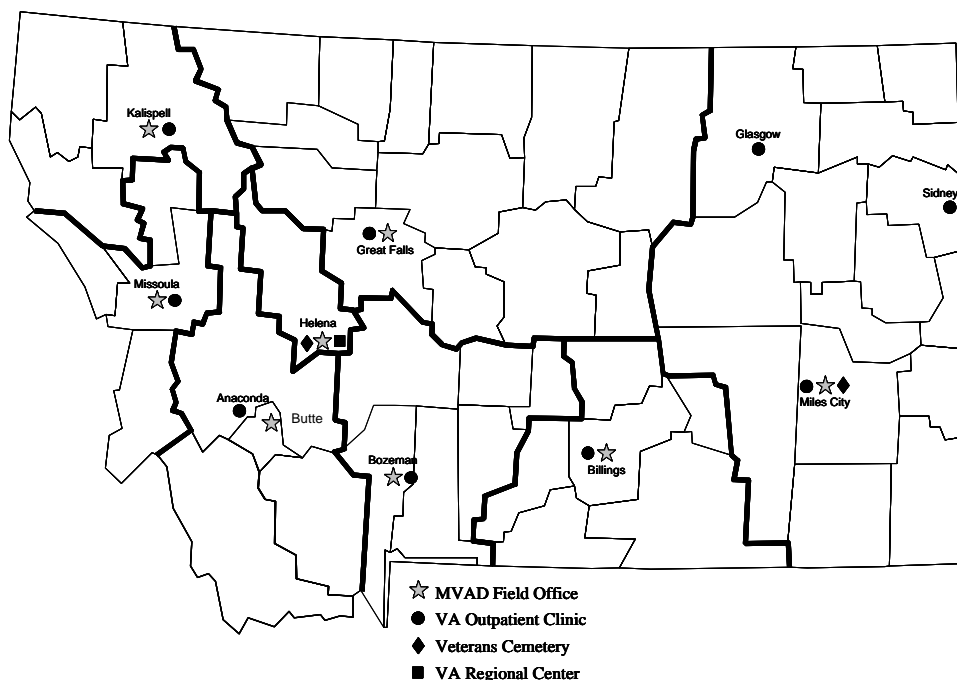 Kalispell
Glasgow
Sidney
Great Falls
Missoula
Helena
Miles City
Anaconda
Butte
Bozeman
Billings
MVAD Field Office
VA Outpatient Clinic
Veterans Cemetery
VA Regional Center